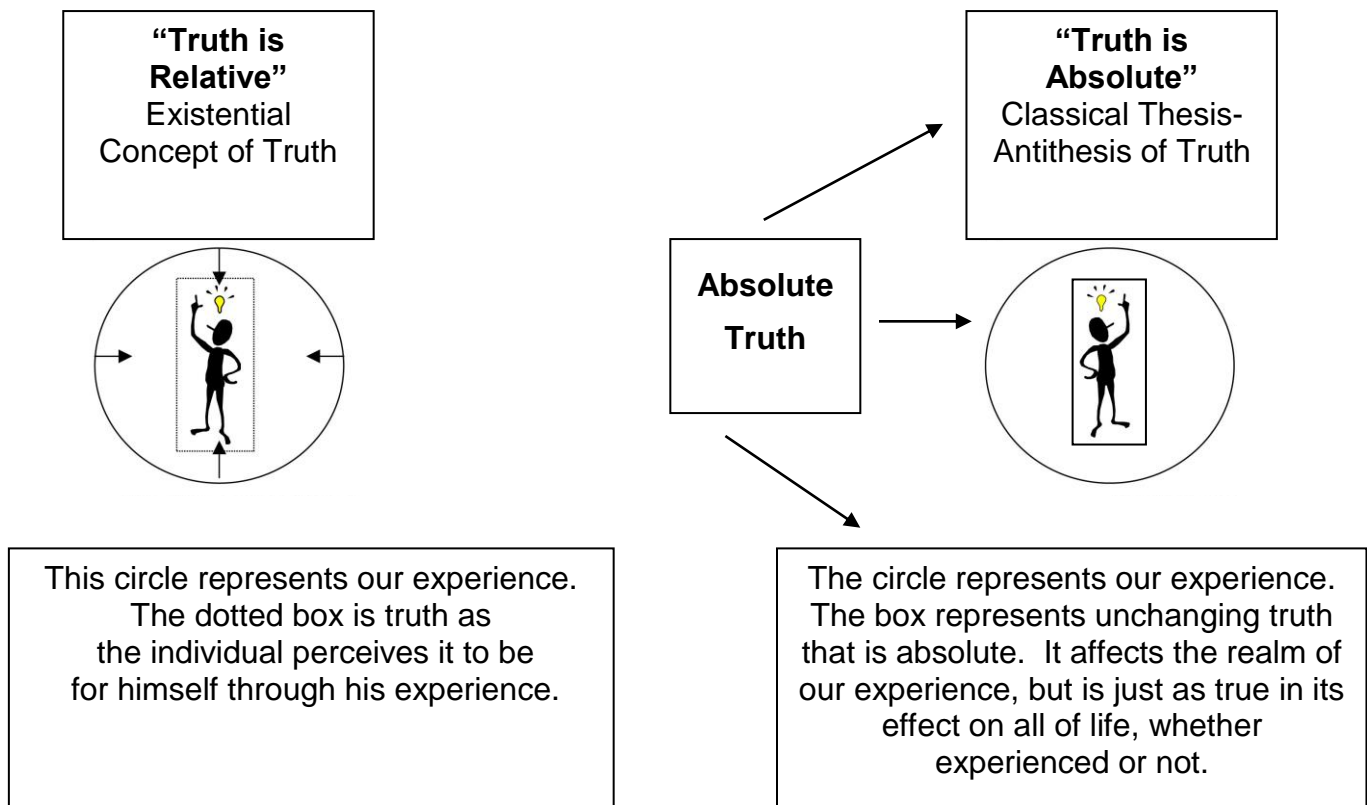 “Truth is
Relative”
Existential
Concept of Truth
“Truth is
Absolute”
Classical Thesis-
Antithesis of Truth
Absolute
Truth
This circle represents our experience.
The dotted box is truth as
the individual perceives it to be
for himself through his experience.
The circle represents our experience.
The box represents unchanging truth
that is absolute.  It affects the realm of
our experience, but is just as true in its
effect on all of life, whether
experienced or not.